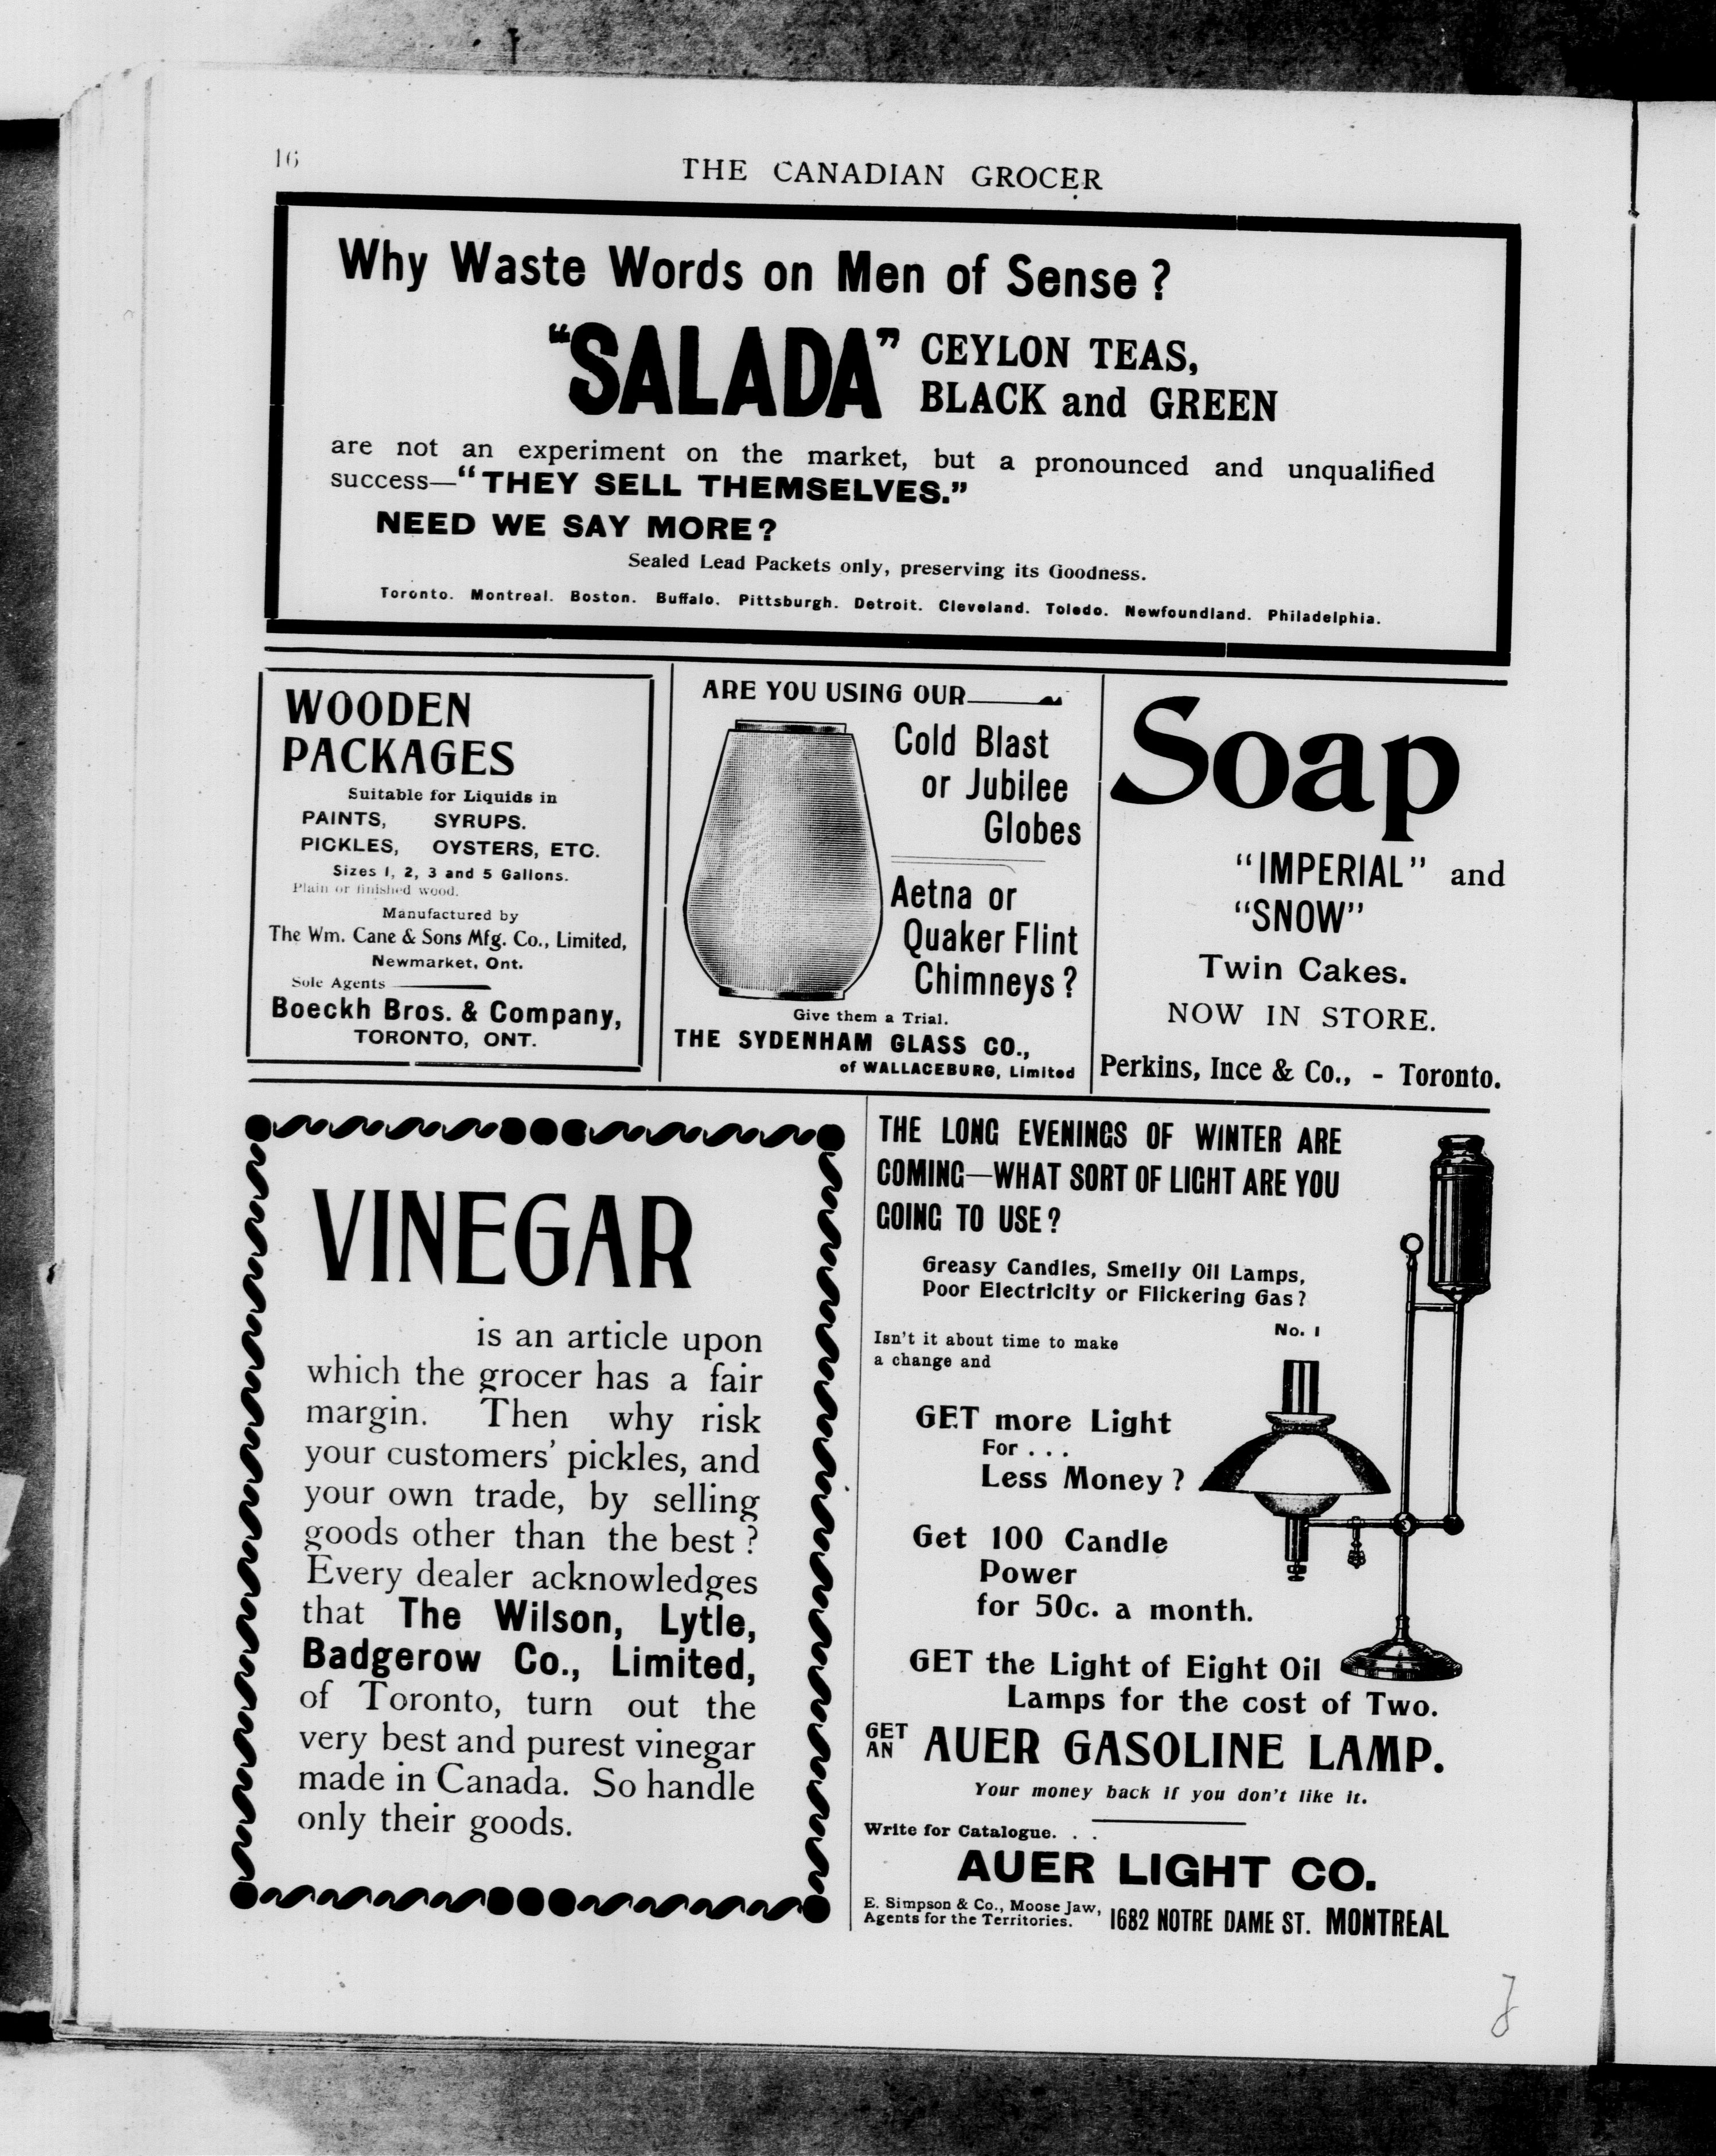 16
THE CANADIAN GROCER
Why Waste Words on Men of Sense?
"SALADA" CEYLON TEAS,
BLACK and GREEN
are not an experiment on the market, but a pronounced and unqualified
success—"THEY SELL THEMSELVES."
NEED WE SAY MORE?
Sealed Lead Packets only, preserving its Goodness.
Toronto. Montreal. Boston. Buffalo. Pittsburgh. Detroit. Cleveland. Toledo. Newfoundland. Philadelphia.
WOODEN
PACKAGES
Suitable for Liquids in
PAINTS, SYRUPS.
PICKLES, OYSTERS, ETC.
Sizes 1, 2, 3 and 5 Gallons.
Plain or finished wood.
Manufactured by
The Wm. Cane & Sons Mfg. Co., Limited,
Newmarket, Ont.
Sole Agents
Boeckh Bros. & Company,
TORONTO, ONT.
ARE YOU USING OUR
Cold Blast
or Jubilee
Globes
Aetna or
Quaker Flint
Chimneys?
Give them a Trial.
THE SYDENHAM GLASS CO.,
of WALLACEBURG, Limited
Soap
"IMPERIAL" and
"SNOW"
Twin Cakes.
NOW IN STORE.
Perkins, Ince & Co., - Toronto.
VINEGAR
is an article upon
which the grocer has a fair
margin. Then why risk
your customers' pickles, and
your own trade, by selling
goods other than the best?
Every dealer acknowledges
that The Wilson, Lytle,
Badgerow Co., Limited,
of Toronto, turn out the
very best and purest vinegar
made in Canada. So handle
only their goods.
THE LONG EVENINGS OF WINTER ARE
COMING—WHAT SORT OF LIGHT ARE YOU
GOING TO USE?
Greasy Candles, Smelly Oil Lamps,
Poor Electricity or Flickering Gas?
No. 1
Isn't it about time to make
a change and
GET more Light
For . . .
Less Money?
Get 100 Candle
Power
for 50c. a month.
GET the Light of Eight Oil
Lamps for the cost of Two.
GET
AN AUER GASOLINE LAMP.
Your money back if you don't like it.
Write for Catalogue. . .
AUER LIGHT CO.
E. Simpson & Co., Moose Jaw,
Agents for the Territories.
1682 NOTRE DAME ST. MONTREAL